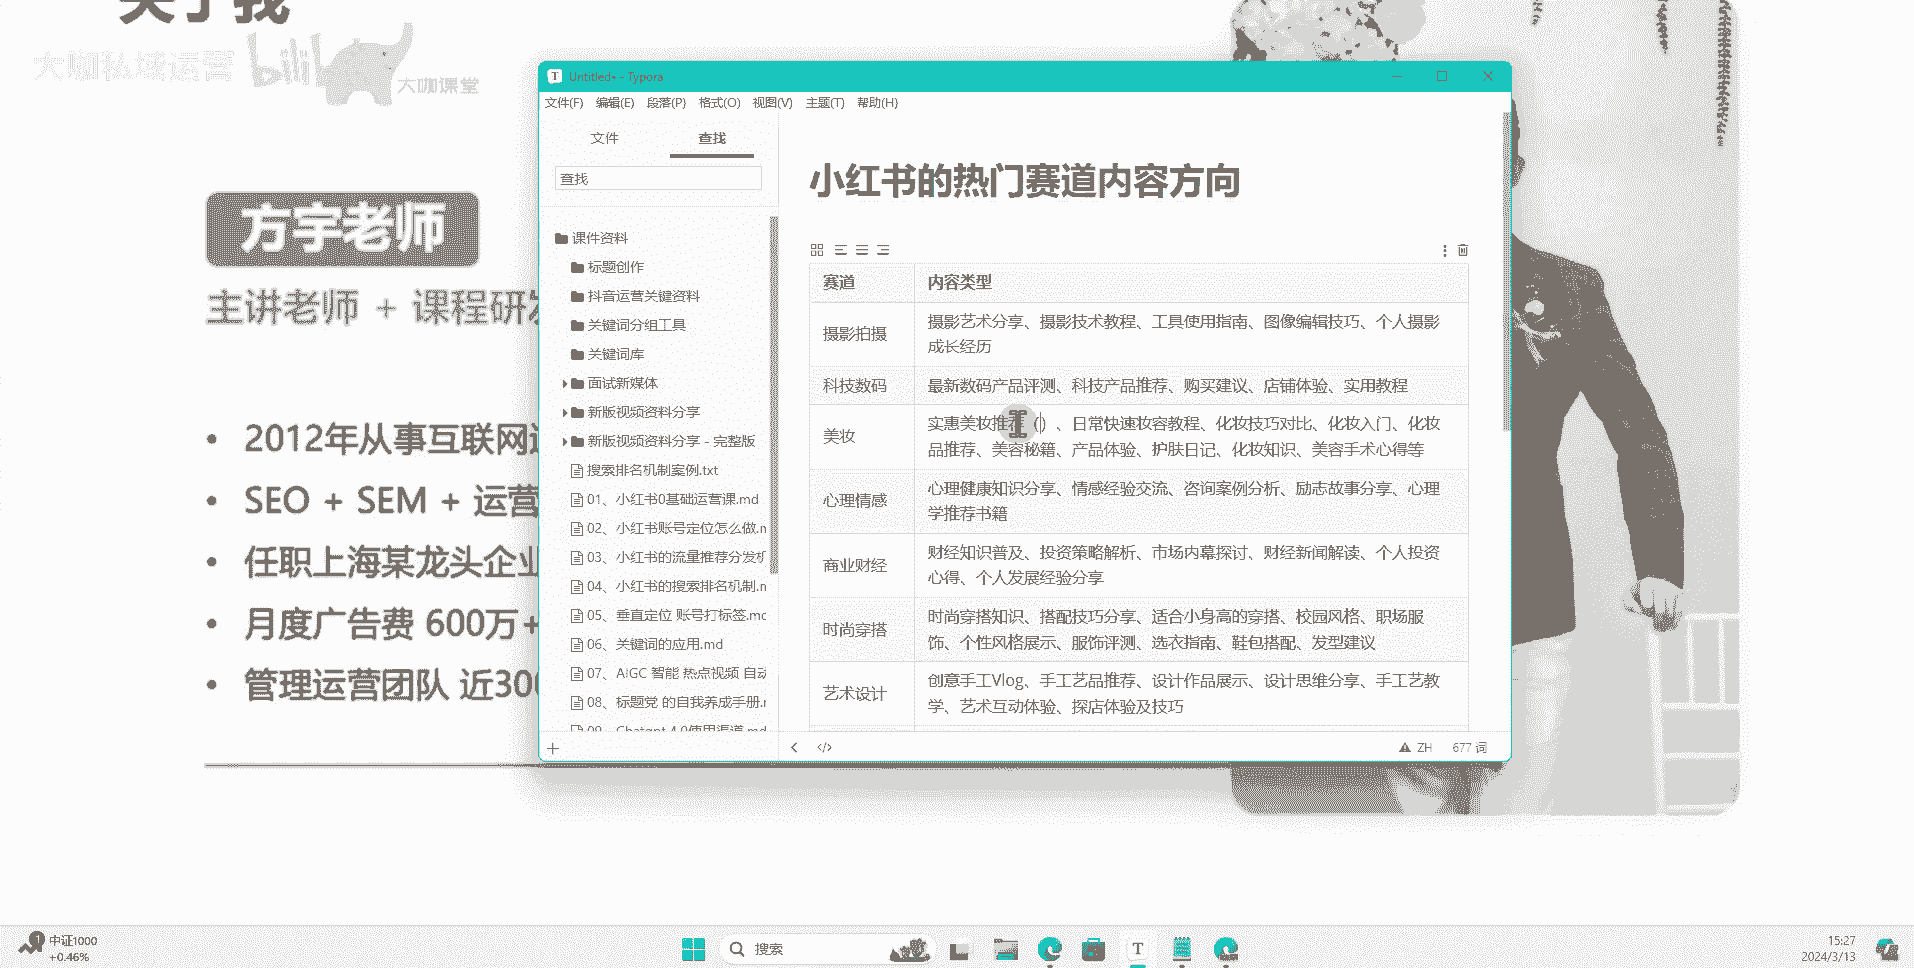 关于我
大咖私域运营
bili
大咖课堂
方宇老师
主讲老师 + 课程研发
2012年从事互联网运
SEO + SEM + 运营
任职上海某龙头企业
月度广告费 600万+
管理运营团队 近300
Untitled• - Typora
文件(F) 编辑(E) 段落(P) 格式(O) 视图(V) 主题(T) 帮助(H)
文件 查找
查找
课件资料
标题创作
抖音运营关键资料
关键词分组工具
关键词库
面试新媒体
新版视频资料分享
新版视频资料分享 - 完整版
搜索排名机制案例.txt
01、小红书0基础运营课.md
02、小红书账号定位怎么做.m
03、小红书的流量推荐分发机
04、小红书的搜索排名机制.m
05、垂直定位 账号打标签.mc
06、关键词的应用.md
07、AIGC 智能 热点视频 自动
08、标题党 的自我养成手册.r
09、Chatgpt 4.0使用渠道.md
小红书的热门赛道内容方向
赛道 内容类型
摄影拍摄 摄影艺术分享、摄影技术教程、工具使用指南、图像编辑技巧、个人摄影
成长经历
科技数码 最新数码产品评测、科技产品推荐、购买建议、店铺体验、实用教程
美妆 实惠美妆推荐（)）、日常快速妆容教程、化妆技巧对比、化妆入门、化妆
品推荐、美容秘籍、产品体验、护肤日记、化妆知识、美容手术心得等
心理情感 心理健康知识分享、情感经验交流、咨询案例分析、励志故事分享、心理
学推荐书籍
商业财经 财经知识普及、投资策略解析、市场内幕探讨、财经新闻解读、个人投资
心得、个人发展经验分享
时尚穿搭 时尚穿搭知识、搭配技巧分享、适合小身高的穿搭、校园风格、职场服
饰、个性风格展示、服饰评测、选衣指南、鞋包搭配、发型建议
艺术设计 创意手工Vlog、手工艺品推荐、设计作品展示、设计思维分享、手工艺教
学、艺术互动体验、探店体验及技巧
ZH 677 词
中证1000
+0.46%
搜索
15:27
2024/3/13